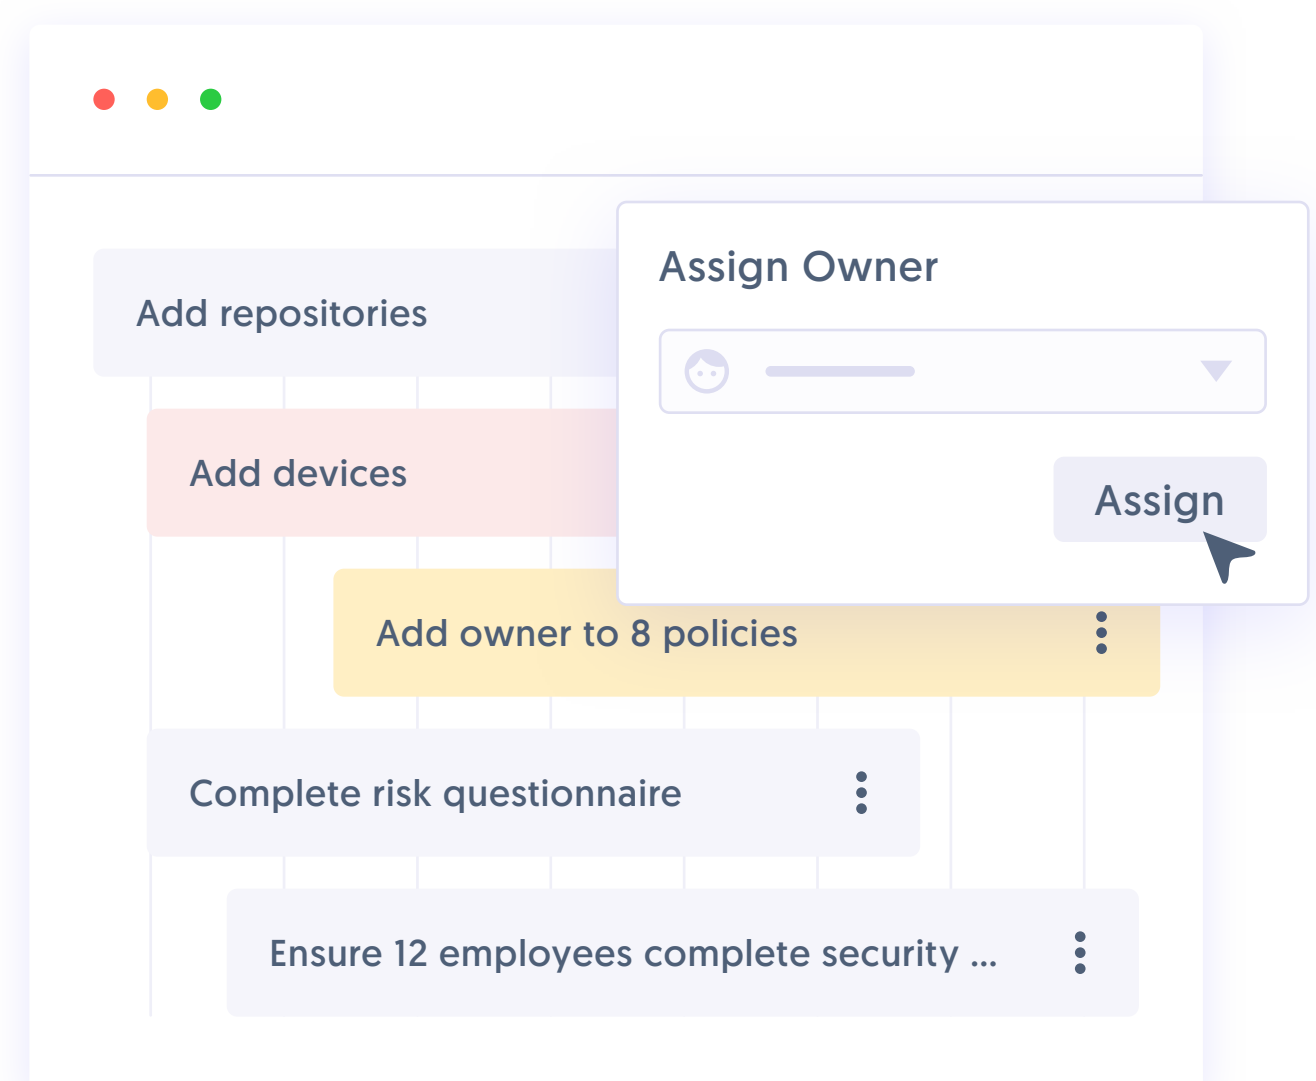 Assign Owner
Add repositories
Add devices
Assign
Add owner to 8 policies
Complete risk questionnaire
Ensure 12 employees complete security ...